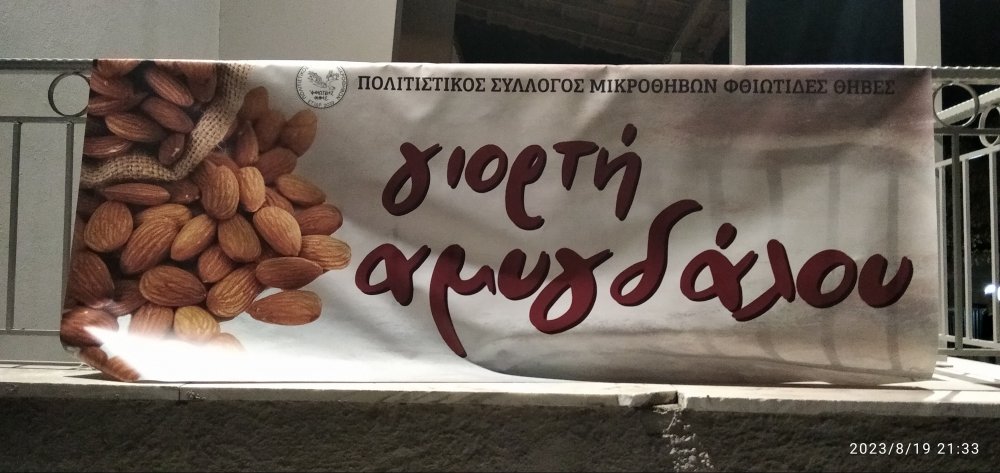 ΠΟΛΙΤΙΣΤΙΚΟΣ ΣΥΛΛΟΓΟΣ ΜΙΚΡΟΘΗΒΩΝ ΦΘΙΩΤΙΔΕΣ ΘΗΒΕΣ
γιορτή
αμυγδάλου
2023/8/19 21:33